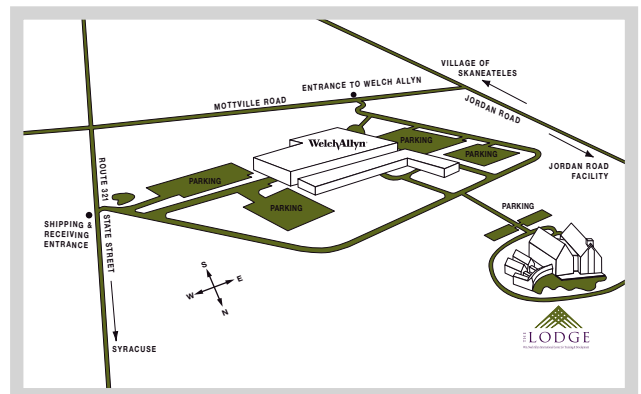 VILLAGE OF
SKANEATELES
ENTRANCE TO WELCH ALLYN
MOTTVILLE ROAD
JORDAN ROAD
WelchAllyn
PARKING
PARKING
JORDAN ROAD
FACILITY
ROUTE 321
STATE STREET
PARKING
PARKING
PARKING
SHIPPING &
RECEIVING
ENTRANCE
S
E
W
N
SYRACUSE
THE
LODGE